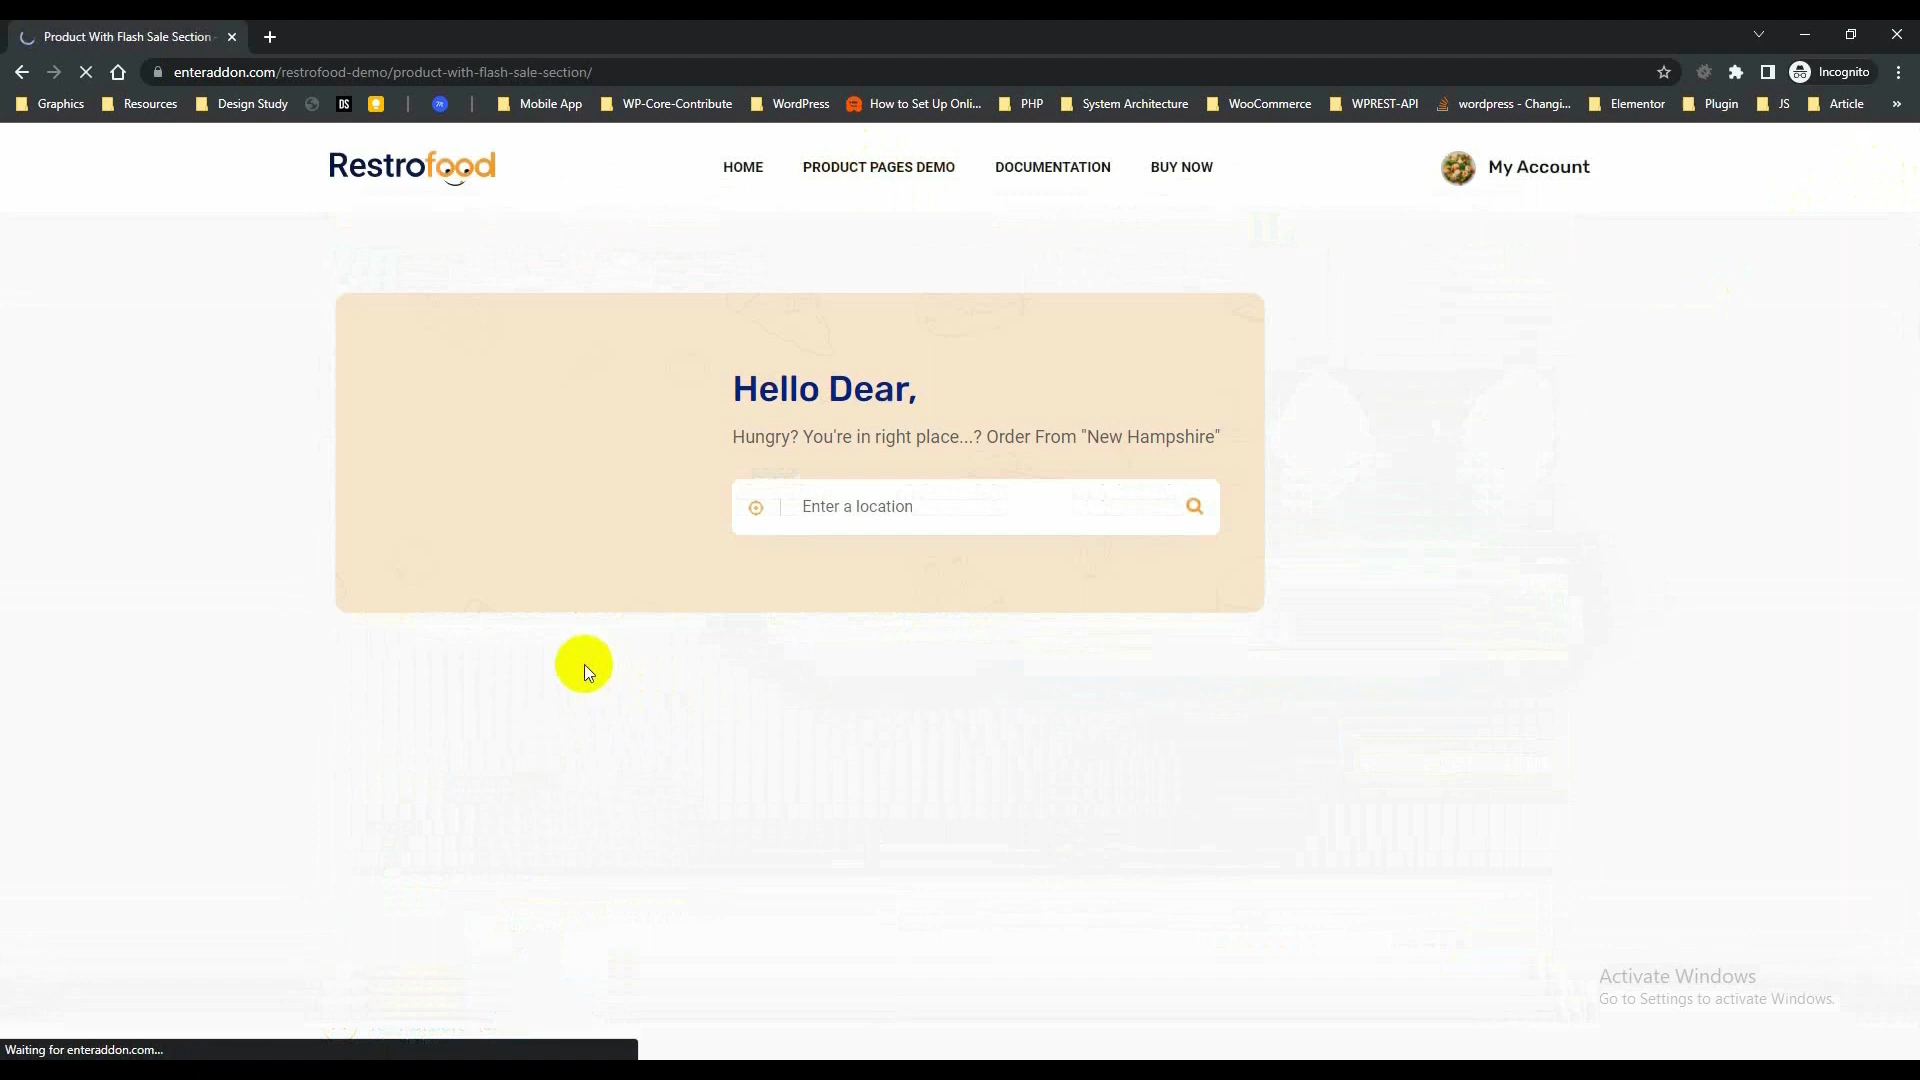 Product With Flash Sale Section -
enteraddon.com/restrofood-demo/product-with-flash-sale-section/
Incognito
Graphics
Resources
Design Study
DS
Mobile App
WP-Core-Contribute
WordPress
How to Set Up Onli...
PHP
System Architecture
WooCommerce
WPREST-API
wordpress - Changi...
Elementor
Plugin
JS
Article
»
Restrofood
HOME
PRODUCT PAGES DEMO
DOCUMENTATION
BUY NOW
My Account
Hello Dear,
Hungry? You're in right place...? Order From "New Hampshire"
Enter a location
Activate Windows
Go to Settings to activate Windows.
Waiting for enteraddon.com...